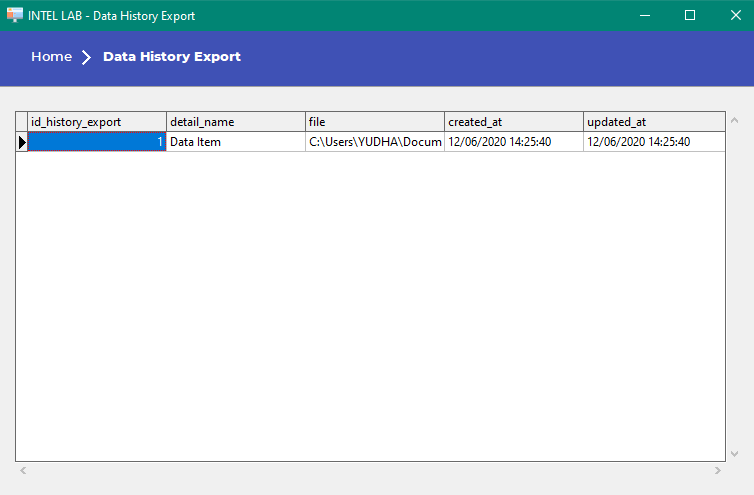 INTEL LAB - Data History Export
Home Data History Export
id_history_export detail_name file created_at updated_at
1 Data Item C:\Users\YUDHA\Docum 12/06/2020 14:25:40 12/06/2020 14:25:40